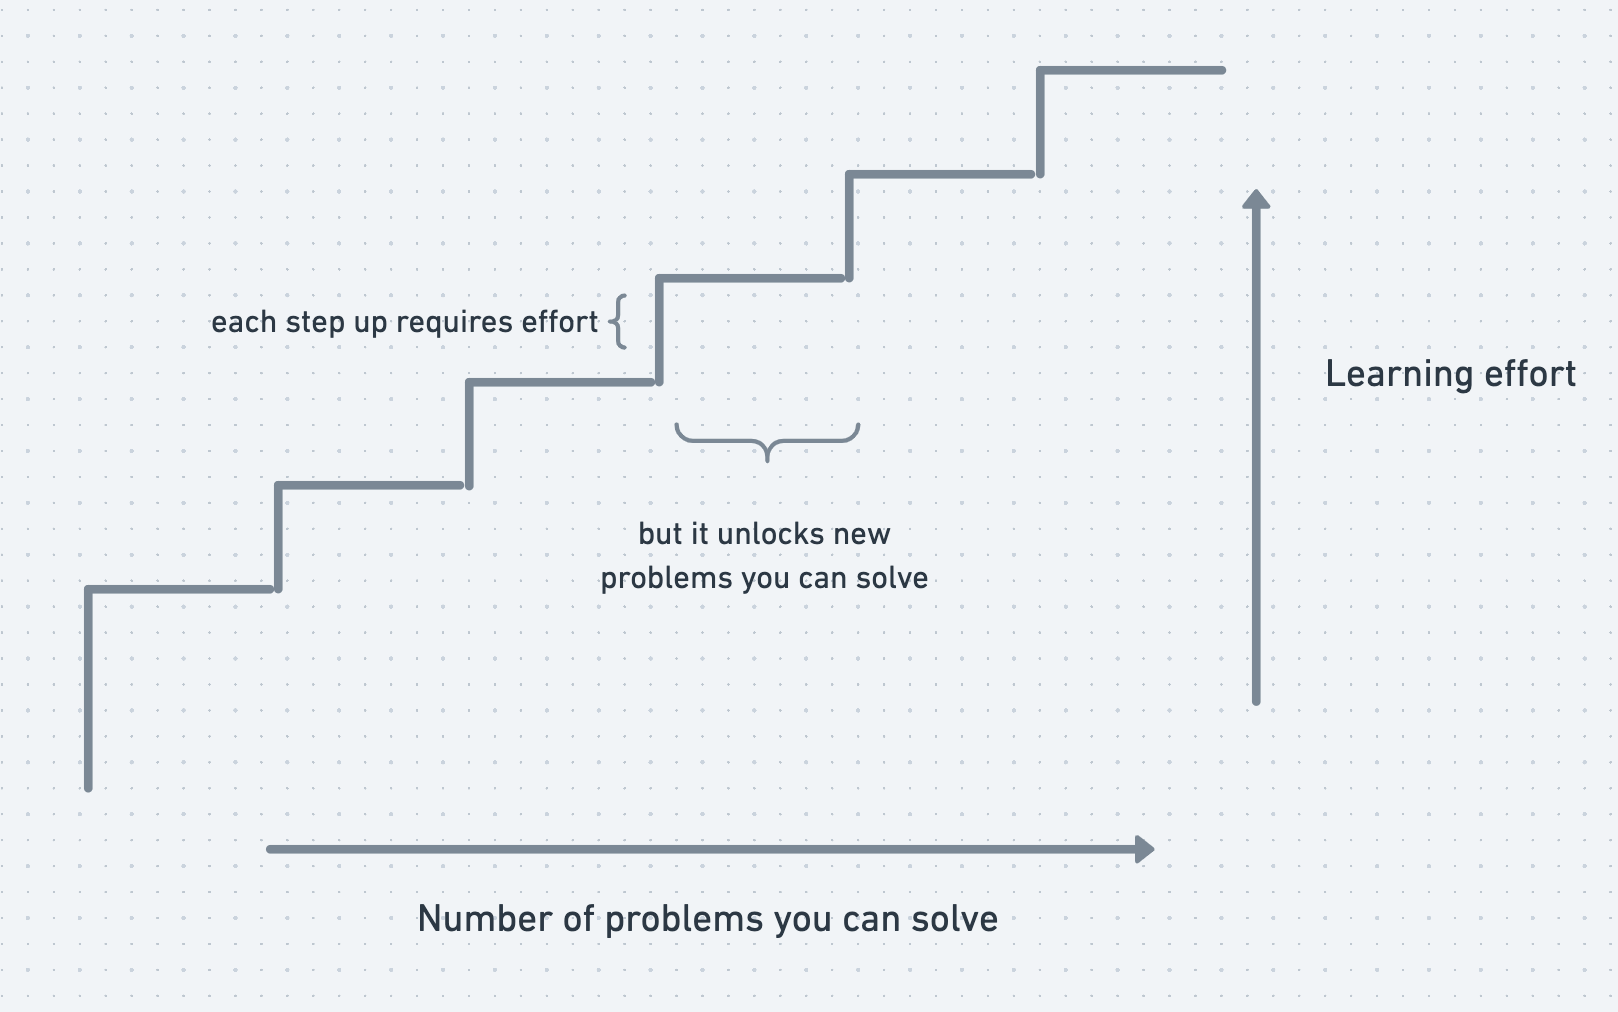 each step up requires effort
Learning effort
but it unlocks new
problems you can solve
Number of problems you can solve